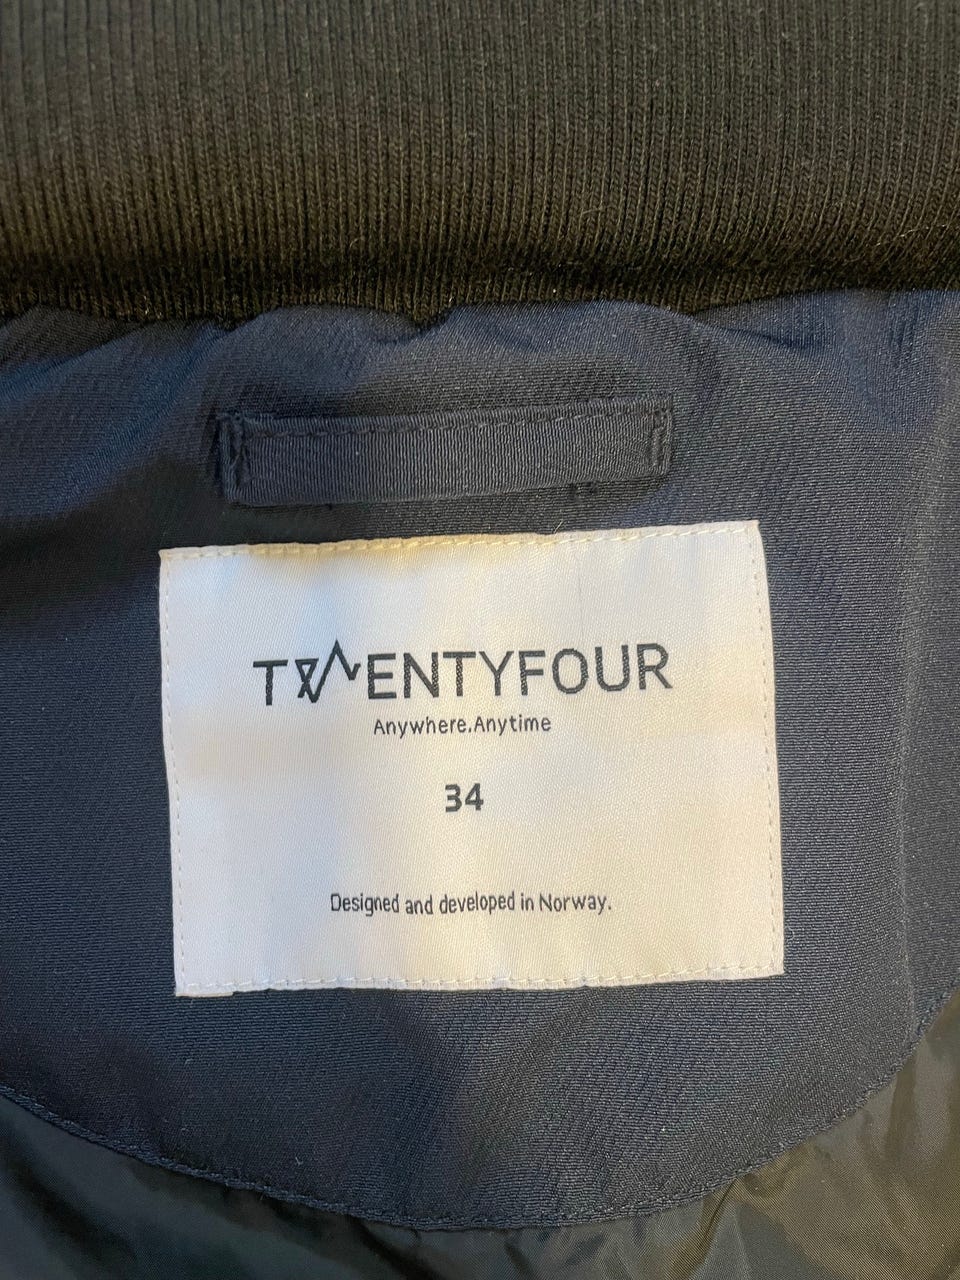 TWENTYFOUR
Anywhere.Anytime
34
Designed and developed in Norway.